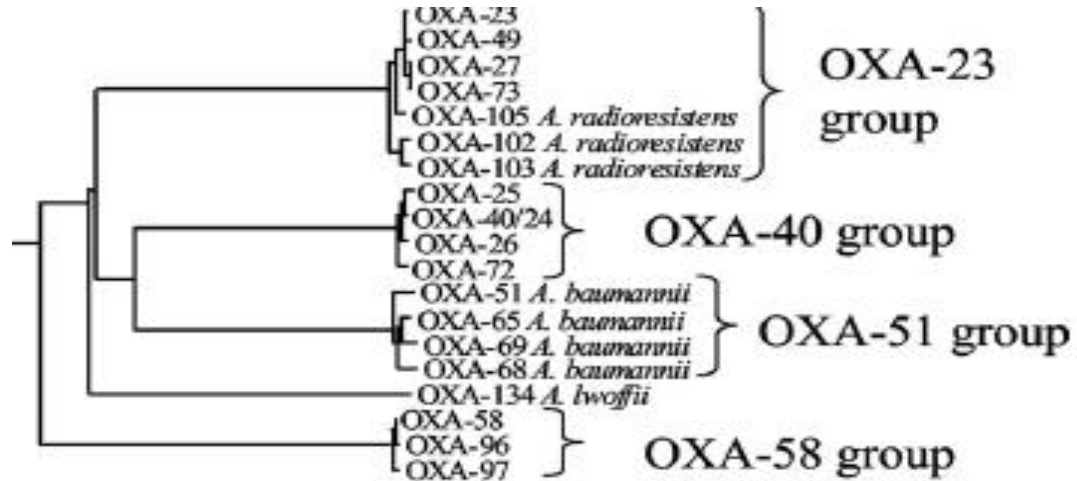 OXA-23
OXA-49
OXA-27
OXA-73
OXA-105 A. radioresistens
OXA-102 A. radioresistens
OXA-103 A. radioresistens
OXA-23
group
OXA-25
OXA-40/24
OXA-26
OXA-72
OXA-40 group
OXA-51 A. baumannii
OXA-65 A. baumannii
OXA-69 A. baumannii
OXA-68 A. baumannii
OXA-51 group
OXA-134 A. lwoffii
OXA-58
OXA-96
OXA-97
OXA-58 group